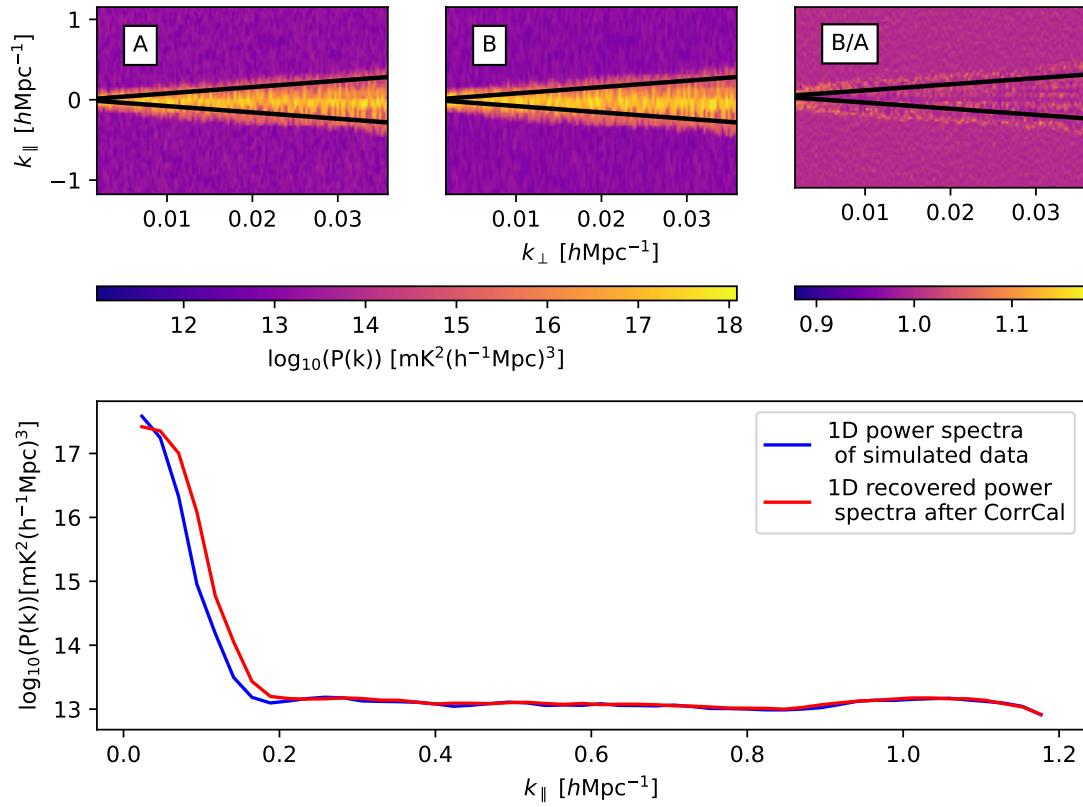 A
B
B/A
k∥ [hMpc⁻¹]
1
0
−1
0.01 0.02 0.03
0.01 0.02 0.03
0.01 0.02 0.03
k⊥ [hMpc⁻¹]
12 13 14 15 16 17 18
0.9 1.0 1.1
log₁₀(P(k)) [mK²(h⁻¹Mpc)³]
log₁₀(P(k))[mK²(h⁻¹Mpc)³]
17
16
15
14
13
1D power spectra
of simulated data
1D recovered power
spectra after CorrCal
0.0 0.2 0.4 0.6 0.8 1.0 1.2
k∥ [hMpc⁻¹]